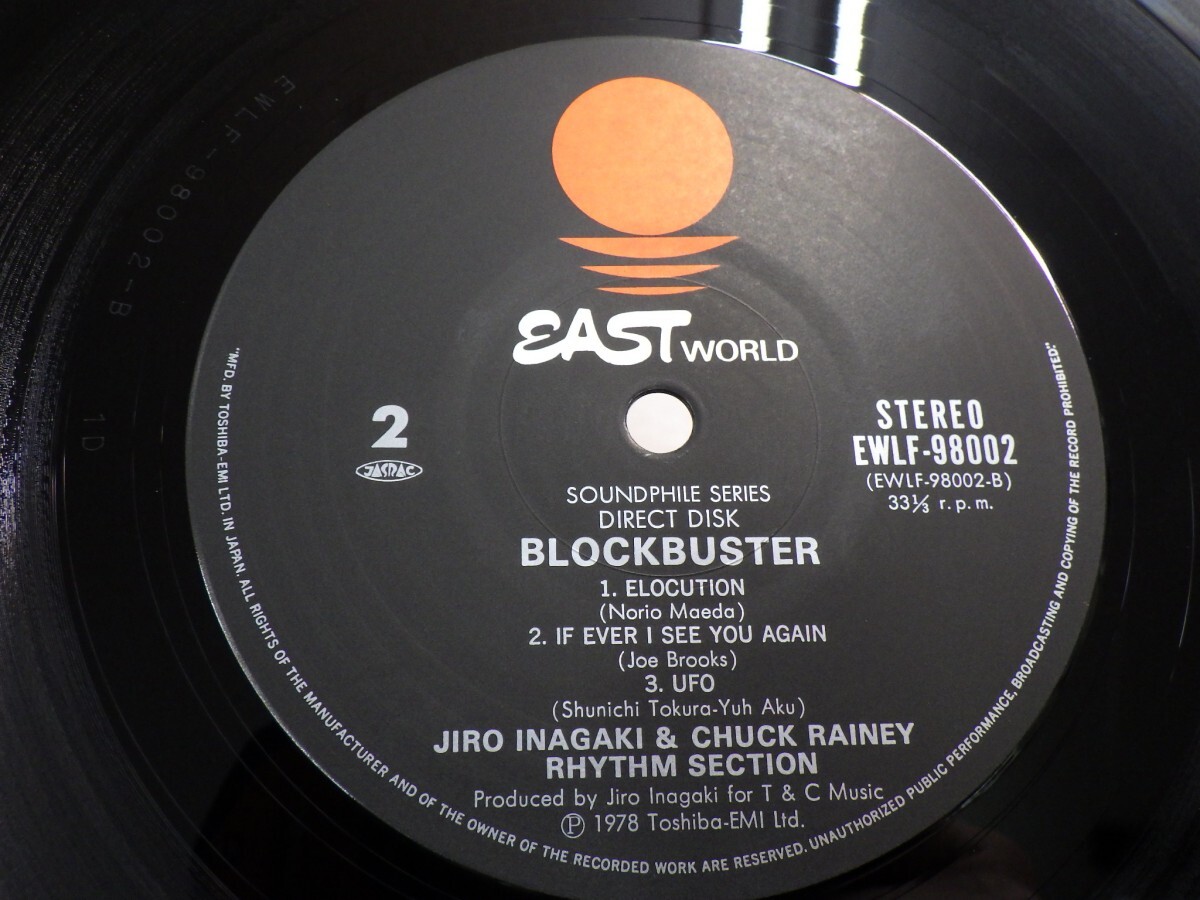 EWLF-98002-B
1D
EAST WORLD
2
JASRAC
STEREO
EWLF-98002
(EWLF-98002-B)
33⅓ r.p.m.
SOUNDPHILE SERIES
DIRECT DISK
BLOCKBUSTER
1. ELOCUTION
(Norio Maeda)
2. IF EVER I SEE YOU AGAIN
(Joe Brooks)
3. UFO
(Shunichi Tokura-Yuh Aku)
JIRO INAGAKI & CHUCK RAINEY
RHYTHM SECTION
Produced by Jiro Inagaki for T & C Music
Ⓟ 1978 Toshiba-EMI Ltd.
"MFD. BY TOSHIBA-EMI LTD. IN JAPAN. ALL RIGHTS OF THE MANUFACTURER AND OF THE OWNER OF THE RECORDED WORK ARE RESERVED. UNAUTHORIZED PUBLIC PERFORMANCE, BROADCASTING AND COPYING OF THE RECORD PROHIBITED."